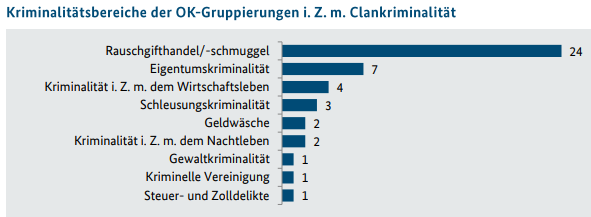 Kriminalitätsbereiche der OK-Gruppierungen i. Z. m. Clankriminalität
Rauschgifthandel/-schmuggel 24
Eigentumskriminalität 7
Kriminalität i. Z. m. dem Wirtschaftsleben 4
Schleusungskriminalität 3
Geldwäsche 2
Kriminalität i. Z. m. dem Nachtleben 2
Gewaltkriminalität 1
Kriminelle Vereinigung 1
Steuer- und Zolldelikte 1